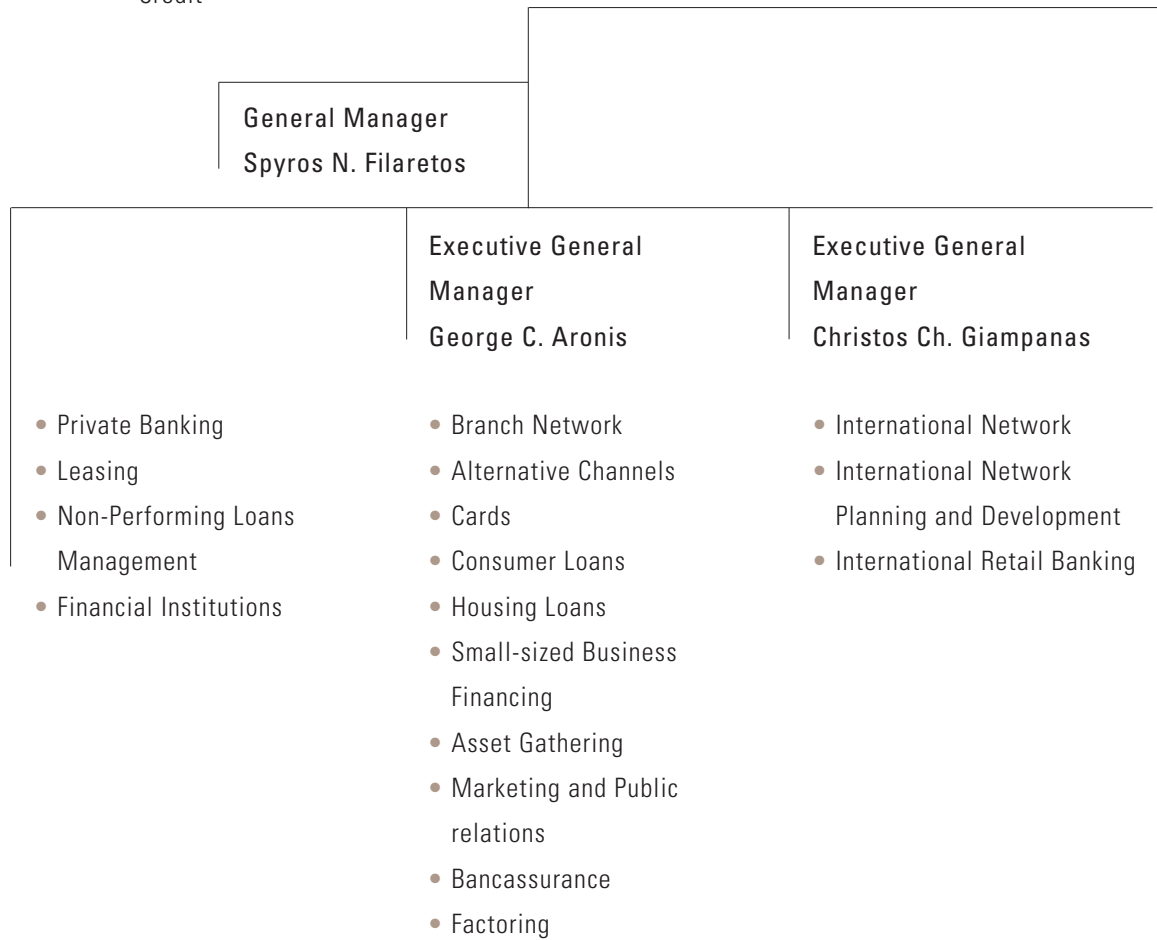 General Manager
Spyros N. Filaretos
Executive General
Manager
George C. Aronis
Executive General
Manager
Christos Ch. Giampanas
• Private Banking
• Leasing
• Non-Performing Loans
Management
• Financial Institutions
• Branch Network
• Alternative Channels
• Cards
• Consumer Loans
• Housing Loans
• Small-sized Business
Financing
• Asset Gathering
• Marketing and Public
relations
• Bancassurance
• Factoring
• International Network
• International Network
Planning and Development
• International Retail Banking